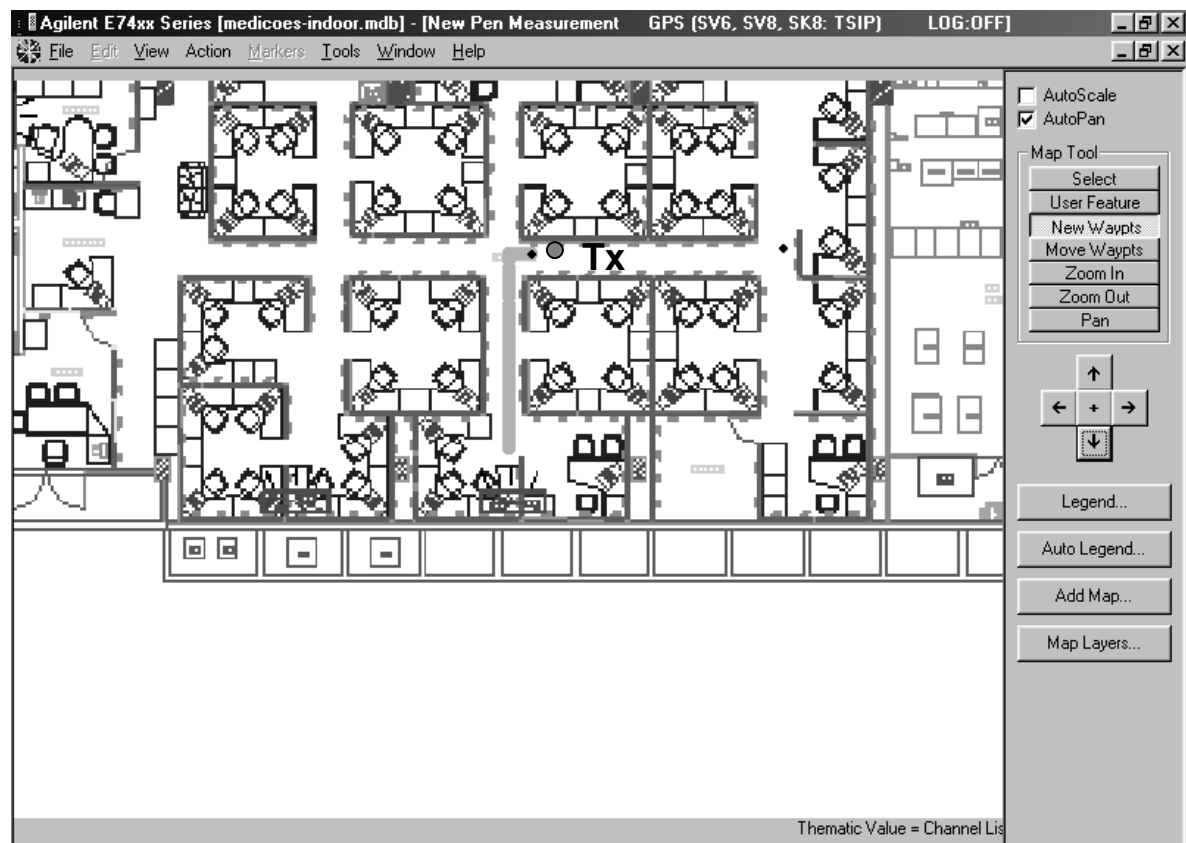 Agilent E74xx Series [medicoes-indoor.mdb] - [New Pen Measurement GPS (SV6, SV8, SK8: TSIP) LOG:OFF]
File Edit View Action Markers Tools Window Help
AutoScale
AutoPan
Map Tool
Select
User Feature
New Waypts
Move Waypts
Zoom In
Zoom Out
Pan
Tx
Legend...
Auto Legend...
Add Map...
Map Layers...
Thematic Value = Channel Lis